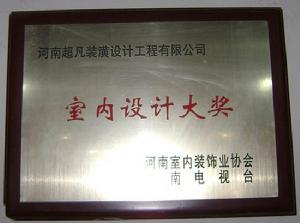 河南超凡装潢设计工程有限公司
室内设计大奖
河南室内装饰业协会
南电视台